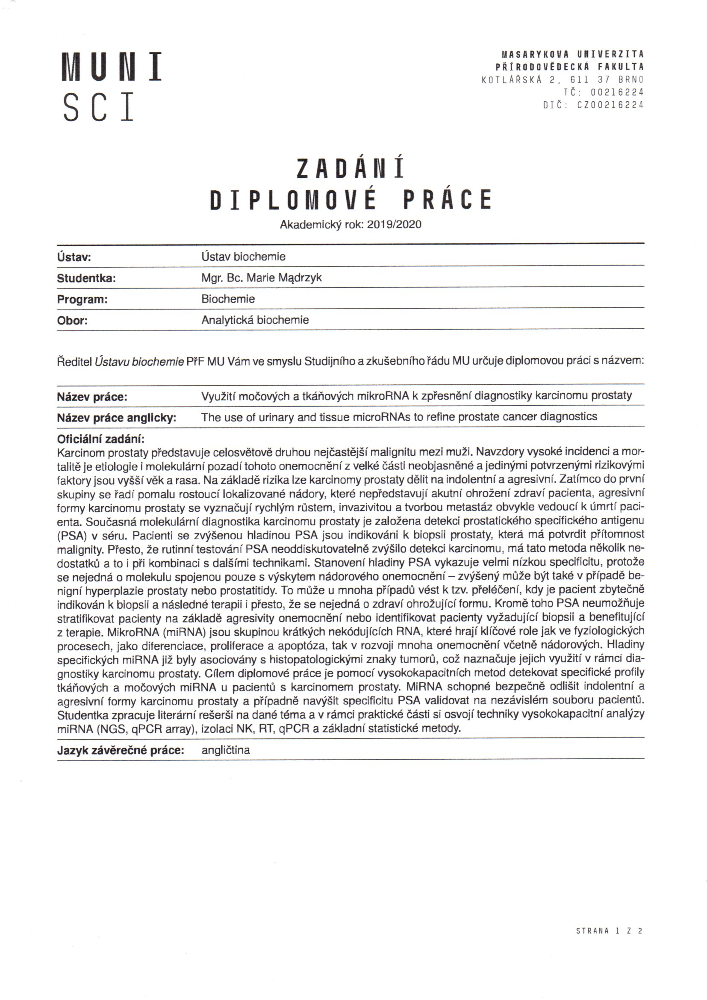 MUNI
SCI
MASARYKOVA UNIVERZITA
PŘÍRODOVĚDECKÁ FAKULTA
KOTLÁŘSKÁ 2, 611 37 BRNO
IČ: 00216224
DIČ: CZ00216224
ZADÁNÍ
DIPLOMOVÉ PRÁCE
Akademický rok: 2019/2020
Ústav: Ústav biochemie
Studentka: Mgr. Bc. Marie Mądrzyk
Program: Biochemie
Obor: Analytická biochemie
Ředitel Ústavu biochemie PřF MU Vám ve smyslu Studijního a zkušebního řádu MU určuje diplomovou práci s názvem:
Název práce: Využití močových a tkáňových mikroRNA k zpřesnění diagnostiky karcinomu prostaty
Název práce anglicky: The use of urinary and tissue microRNAs to refine prostate cancer diagnostics
Oficiální zadání:
Karcinom prostaty představuje celosvětově druhou nejčastější malignitu mezi muži. Navzdory vysoké incidenci a mor-
talitě je etiologie i molekulární pozadí tohoto onemocnění z velké části neobjasněné a jedinými potvrzenými rizikovými
faktory jsou vyšší věk a rasa. Na základě rizika lze karcinomy prostaty dělit na indolentní a agresivní. Zatímco do první
skupiny se řadí pomalu rostoucí lokalizované nádory, které nepředstavují akutní ohrožení zdraví pacienta, agresivní
formy karcinomu prostaty se vyznačují rychlým růstem, invazivitou a tvorbou metastáz obvykle vedoucí k úmrtí paci-
enta. Současná molekulární diagnostika karcinomu prostaty je založena detekci prostatického specifického antigenu
(PSA) v séru. Pacienti se zvýšenou hladinou PSA jsou indikováni k biopsii prostaty, která má potvrdit přítomnost
malignity. Přesto, že rutinní testování PSA neoddiskutovatelně zvýšilo detekci karcinomu, má tato metoda několik ne-
dostatků a to i při kombinaci s dalšími technikami. Stanovení hladiny PSA vykazuje velmi nízkou specificitu, protože
se nejedná o molekulu spojenou pouze s výskytem nádorového onemocnění – zvýšený může být také v případě be-
nigní hyperplazie prostaty nebo prostatitidy. To může u mnoha případů vést k tzv. přeléčení, kdy je pacient zbytečně
indikován k biopsii a následné terapii i přesto, že se nejedná o zdraví ohrožující formu. Kromě toho PSA neumožňuje
stratifikovat pacienty na základě agresivity onemocnění nebo identifikovat pacienty vyžadující biopsii a benefitující
z terapie. MikroRNA (miRNA) jsou skupinou krátkých nekódujících RNA, které hrají klíčové role jak ve fyziologických
procesech, jako diferenciace, proliferace a apoptóza, tak v rozvoji mnoha onemocnění včetně nádorových. Hladiny
specifických miRNA již byly asociovány s histopatologickými znaky tumorů, což naznačuje jejich využití v rámci dia-
gnostiky karcinomu prostaty. Cílem diplomové práce je pomocí vysokokapacitních metod detekovat specifické profily
tkáňových a močových miRNA u pacientů s karcinomem prostaty. MiRNA schopné bezpečně odlišit indolentní a
agresivní formy karcinomu prostaty a případně navýšit specificitu PSA validovat na nezávislém souboru pacientů.
Studentka zpracuje literární rešerši na dané téma a v rámci praktické části si osvojí techniky vysokokapacitní analýzy
miRNA (NGS, qPCR array), izolaci NK, RT, qPCR a základní statistické metody.
Jazyk závěrečné práce: angličtina
STRANA 1 Z 2